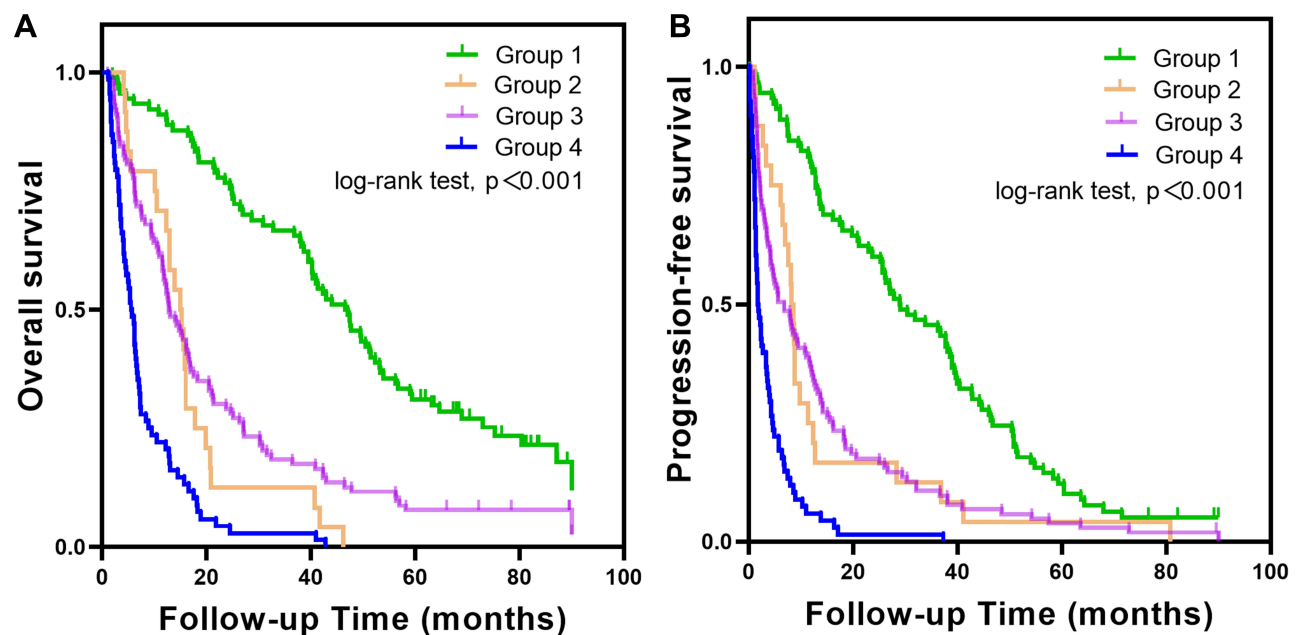 A
Overall survival
1.0
0.5
0.0
Group 1
Group 2
Group 3
Group 4
log-rank test, p<0.001
0 20 40 60 80 100
Follow-up Time (months)
B
Progression-free survival
1.0
0.5
0.0
Group 1
Group 2
Group 3
Group 4
log-rank test, p<0.001
0 20 40 60 80 100
Follow-up Time (months)